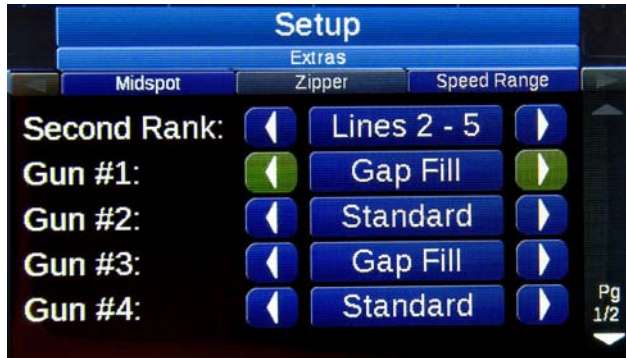 Setup
Extras
Midspot Zipper Speed Range
Second Rank: Lines 2 - 5
Gun #1: Gap Fill
Gun #2: Standard
Gun #3: Gap Fill
Gun #4: Standard
Pg
1/2